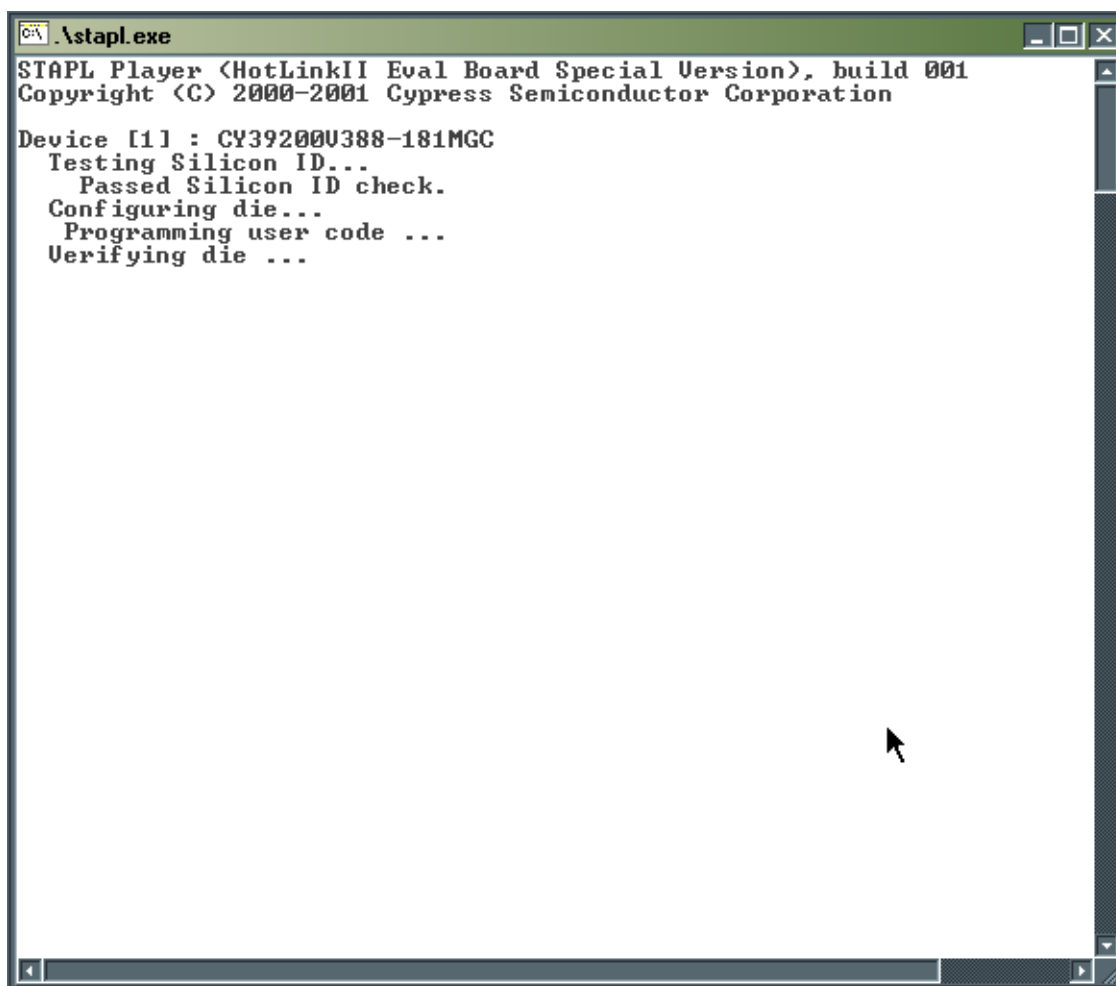 C:\ .\stapl.exe
STAPL Player (HotLinkII Eval Board Special Version), build 001
Copyright (C) 2000-2001 Cypress Semiconductor Corporation
Device [1] : CY39200V388-181MGC
Testing Silicon ID...
Passed Silicon ID check.
Configuring die...
Programming user code ...
Verifying die ...